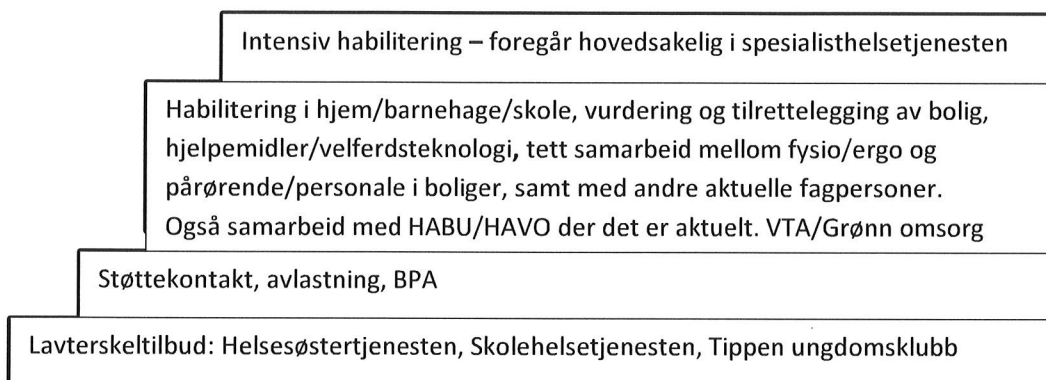 Intensiv habilitering – foregår hovedsakelig i spesialisthelsetjenesten
Habilitering i hjem/barnehage/skole, vurdering og tilrettelegging av bolig,
hjelpemidler/velferdsteknologi, tett samarbeid mellom fysio/ergo og
pårørende/personale i boliger, samt med andre aktuelle fagpersoner.
Også samarbeid med HABU/HAVO der det er aktuelt. VTA/Grønn omsorg
Støttekontakt, avlastning, BPA
Lavterskeltilbud: Helsesøstertjenesten, Skolehelsetjenesten, Tippen ungdomsklubb